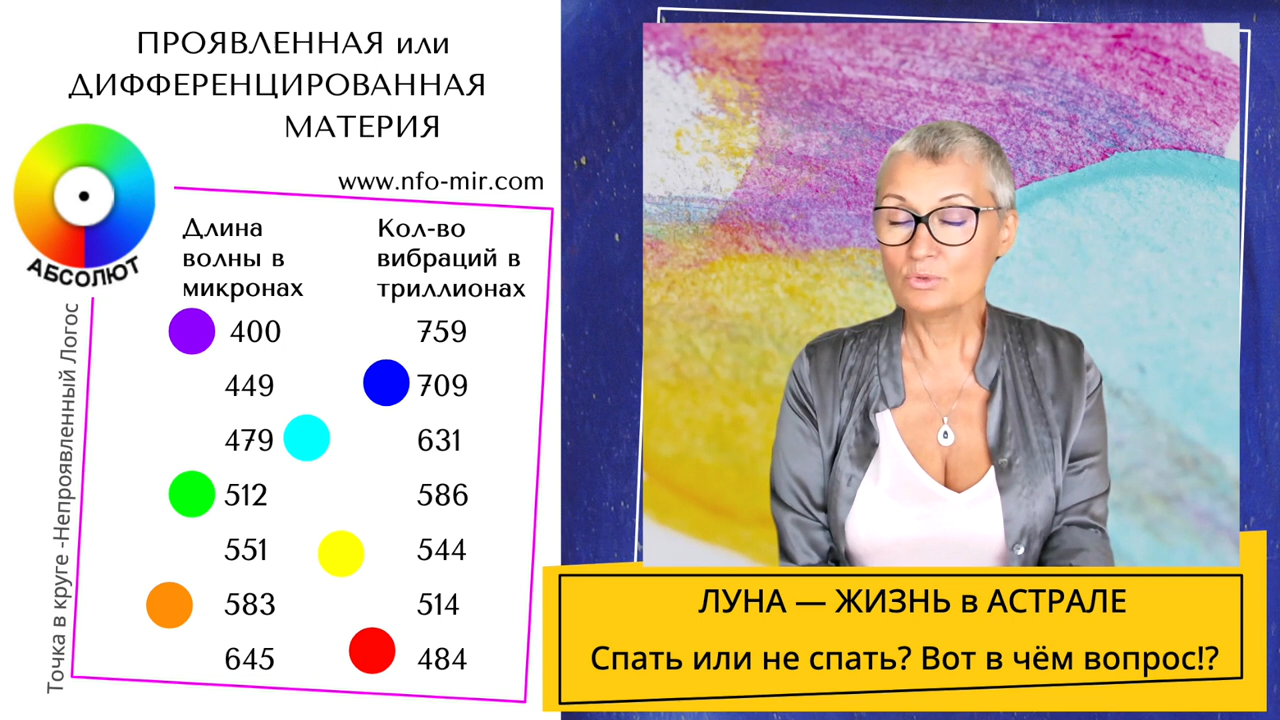 ПРОЯВЛЕННАЯ или
ДИФФЕРЕНЦИРОВАННАЯ
МАТЕРИЯ
www.nfo-mir.com
АБСОЛЮТ
Точка в круге -Непроявленный Логос
Длина волны в микронах
Кол-во вибраций в триллионах
400 759
449 709
479 631
512 586
551 544
583 514
645 484
ЛУНА — ЖИЗНЬ в АСТРАЛЕ
Спать или не спать? Вот в чём вопрос!?